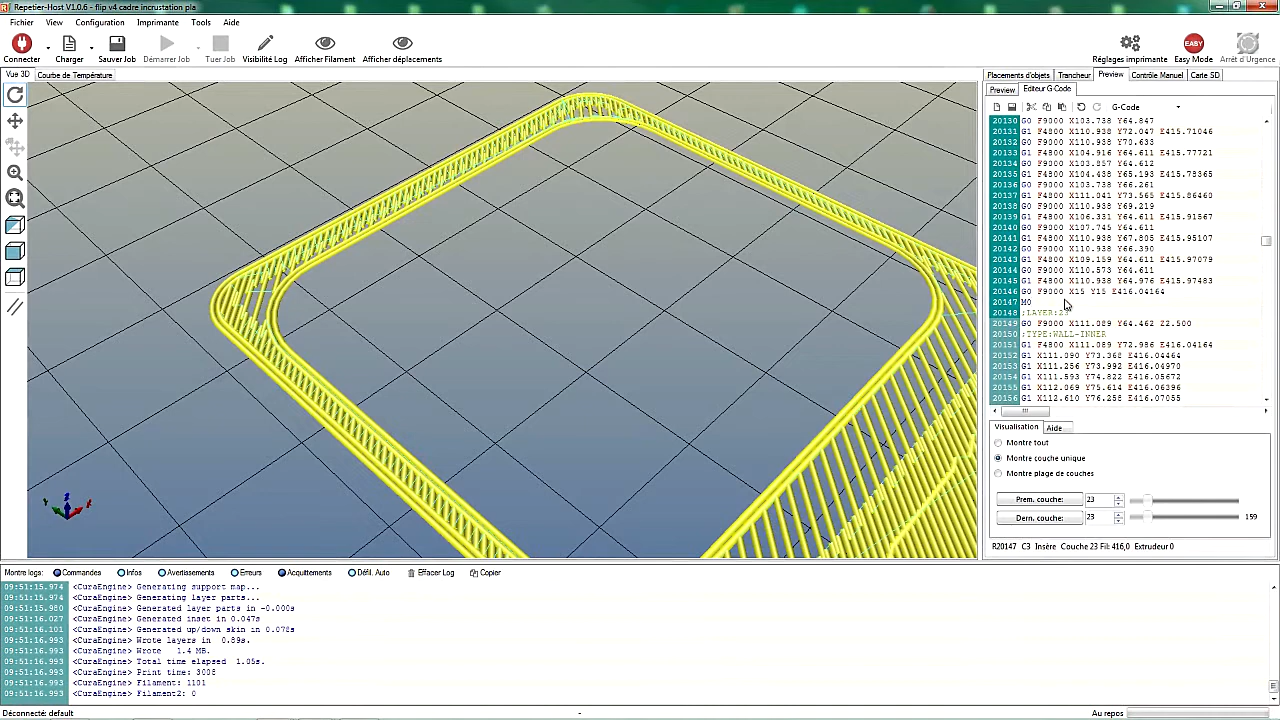 Repetier-Host V1.0.6 - flip v4 cadre incrustation pla
Fichier View Configuration Imprimante Tools Aide
Connecter Charger Sauver Job Démarrer Job Tuer Job Visibilité Log Afficher Filament Afficher déplacements Réglages imprimante Easy Mode Arrêt d'Urgence
EASY
Vue 3D Courbe de Température
Placements d'objets Trancheur Preview Contrôle Manuel Carte SD
Preview Editeur G-Code
G-Code
20130 G0 F9000 X103.738 Y64.847
20131 G1 F4800 X110.938 Y72.047 E415.71046
20132 G0 F9000 X110.938 Y70.633
20133 G1 F4800 X104.916 Y64.611 E415.77721
20134 G0 F9000 X103.857 Y64.612
20135 G1 F4800 X104.438 Y65.193 E415.78365
20136 G0 F9000 X103.738 Y66.261
20137 G1 F4800 X111.041 Y73.565 E415.86460
20138 G0 F9000 X110.938 Y69.219
20139 G1 F4800 X106.331 Y64.611 E415.91567
20140 G0 F9000 X107.745 Y64.611
20141 G1 F4800 X110.938 Y67.805 E415.95107
20142 G0 F9000 X110.938 Y66.390
20143 G1 F4800 X109.159 Y64.611 E415.97079
20144 G0 F9000 X110.573 Y64.611
20145 G1 F4800 X110.938 Y64.976 E415.97483
20146 G0 F9000 X15 Y15 E416.04164
20147 M0
20148 ;LAYER:23
20149 G0 F9000 X111.089 Y64.462 Z2.500
20150 ;TYPE:WALL-INNER
20151 G1 F4800 X111.089 Y72.986 E416.04164
20152 G1 X111.090 Y73.368 E416.04464
20153 G1 X111.256 Y73.992 E416.04970
20154 G1 X111.593 Y74.822 E416.05672
20155 G1 X112.069 Y75.614 E416.06396
20156 G1 X112.610 Y76.258 E416.07055
Visualisation Aide
Montre tout
Montre couche unique
Montre plage de couches
Prem. couche: 23
Dern. couche: 23 159
R20147 C3 Insère Couche 23 Fil: 416,0 Extrudeur 0
Montre logs: Commandes Infos Avertissements Erreurs Acquittements Défil. Auto Effacer Log Copier
09:51:15.974 <CuraEngine> Generating support map...
09:51:15.974 <CuraEngine> Generating layer parts...
09:51:15.980 <CuraEngine> Generated layer parts in -0.000s
09:51:16.027 <CuraEngine> Generated inset in 0.047s
09:51:16.101 <CuraEngine> Generated up/down skin in 0.078s
09:51:16.993 <CuraEngine> Wrote layers in 0.89s.
09:51:16.993 <CuraEngine> Wrote 1.4 MB.
09:51:16.993 <CuraEngine> Total time elapsed 1.05s.
09:51:16.993 <CuraEngine> Print time: 3008
09:51:16.993 <CuraEngine> Filament: 1101
09:51:16.993 <CuraEngine> Filament2: 0
Déconnecté: default - Au repos